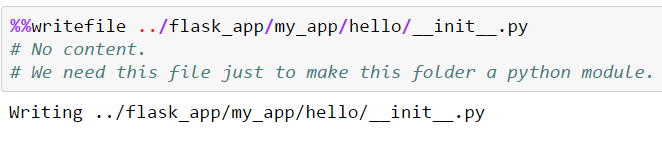 %%writefile ../flask_app/my_app/hello/__init__.py
# No content.
# We need this file just to make this folder a python module.
Writing ../flask_app/my_app/hello/__init__.py